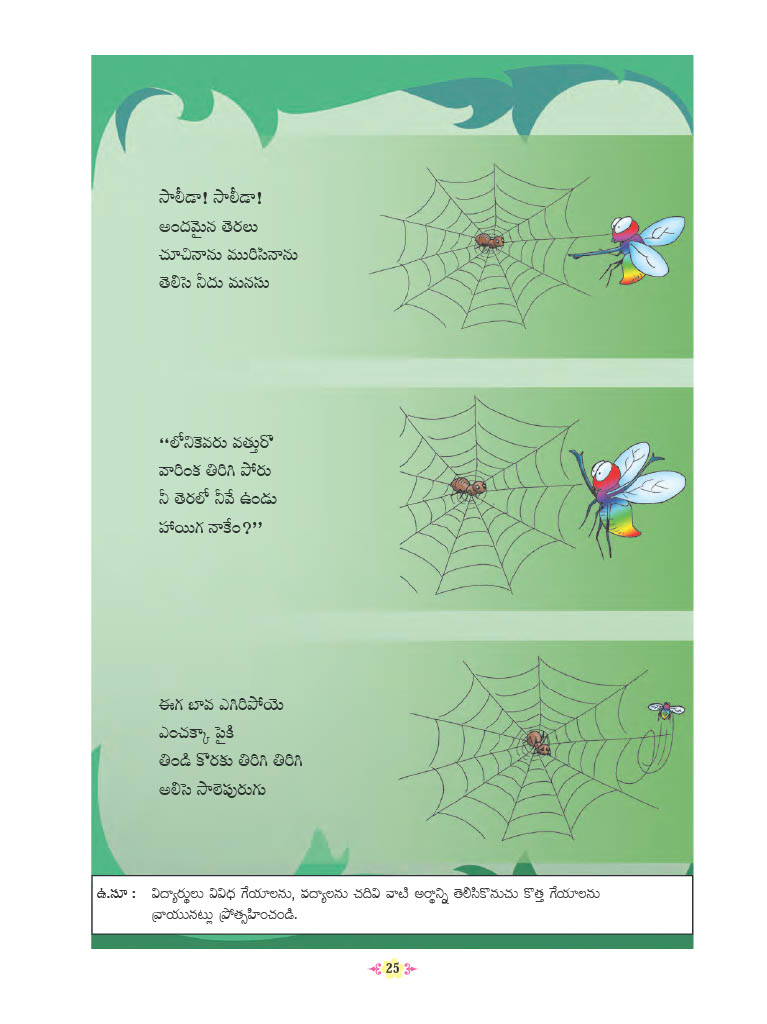 సాలీడా! సాలీడా!
అందమైన తెరలు
చూచినాను మురిసినాను
తెలిసె నీదు మనసు
‘‘లోనికెవరు వత్తురొ
వారింక తిరిగి పోరు
నీ తెరలో నీవే ఉండు
హాయిగ నాకేం?’’
ఈగ బావ ఎగిరిపోయె
ఎంచక్కా పైకి
తిండి కొరకు తిరిగి తిరిగి
అలిసె సాలెపురుగు
ఉ.సూ : విద్యార్థులు వివిధ గేయాలను, పద్యాలను చదివి వాటి అర్థాన్ని తెలిసికొనుచు కొత్త గేయాలను
వ్రాయునట్లు ప్రోత్సహించండి.
25